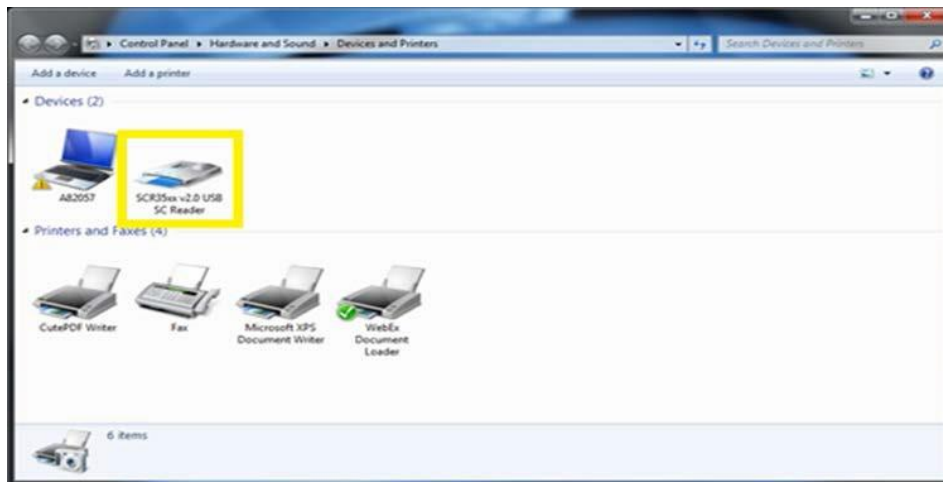 Control Panel ▸ Hardware and Sound ▸ Devices and Printers
Search Devices and Printers
Add a device Add a printer
Devices (2)
A82057
SCR35xx v2.0 USB
SC Reader
Printers and Faxes (4)
CutePDF Writer
Fax
Microsoft XPS
Document Writer
WebEx
Document
Loader
6 items